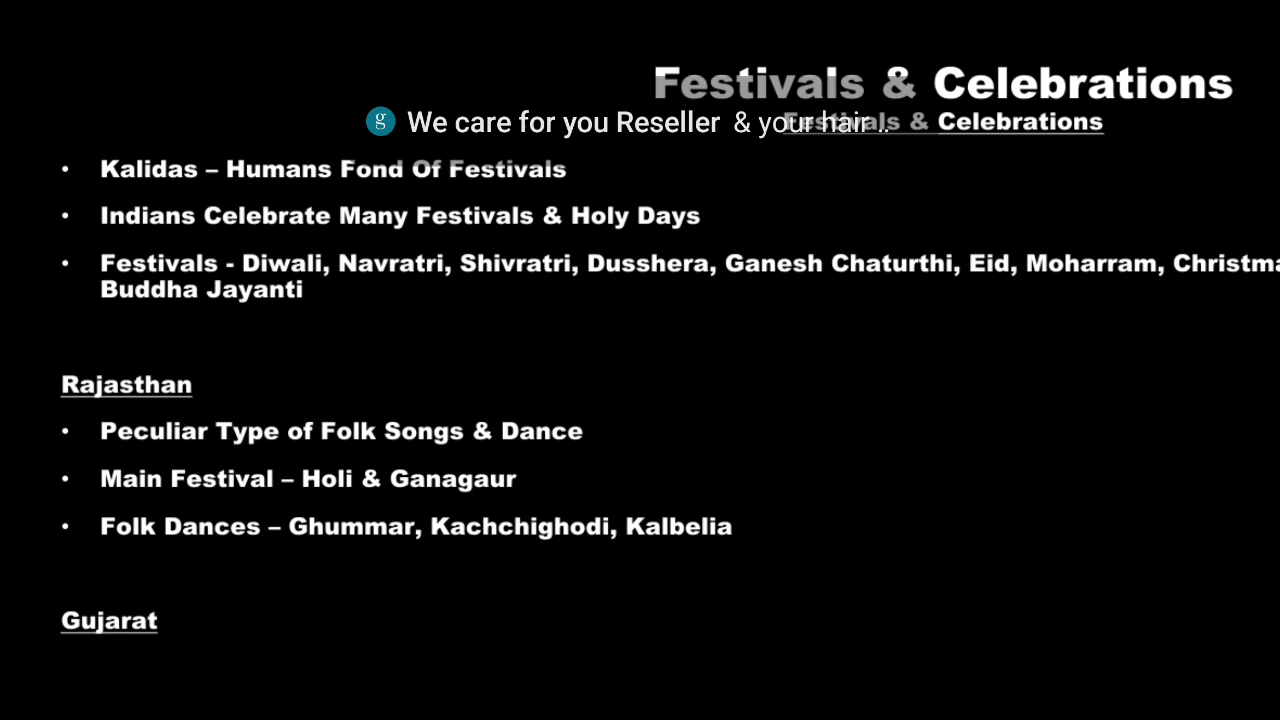 Festivals & Celebrations
g We care for you Reseller & your hair ..
Festivals & Celebrations
• Kalidas – Humans Fond Of Festivals
• Indians Celebrate Many Festivals & Holy Days
• Festivals - Diwali, Navratri, Shivratri, Dusshera, Ganesh Chaturthi, Eid, Moharram, Christma
Buddha Jayanti
Rajasthan
• Peculiar Type of Folk Songs & Dance
• Main Festival – Holi & Ganagaur
• Folk Dances – Ghummar, Kachchighodi, Kalbelia
Gujarat